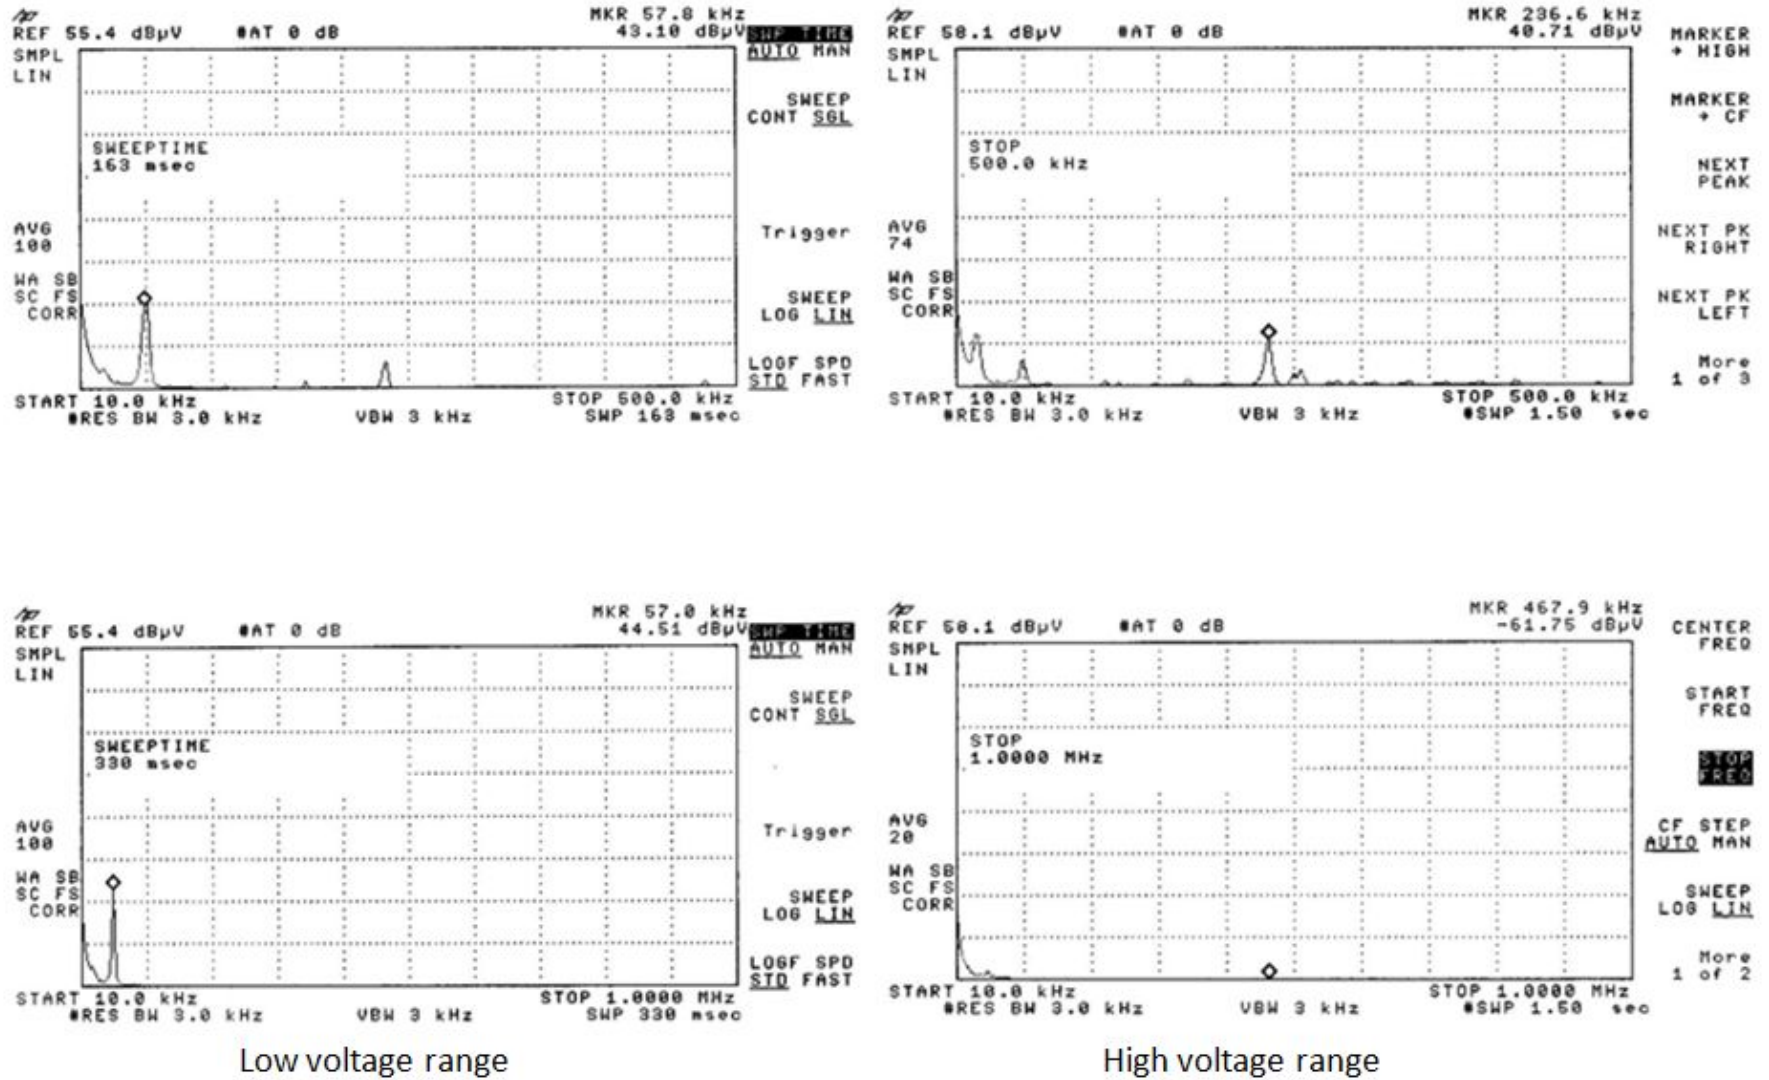 MKR 57.8 kHz
REF 55.4 dBµV #AT 0 dB 43.10 dBµV
SMPL
LIN
SWEEPTIME
163 msec
AVG
100
WA SB
SC FS
CORR
START 10.0 kHz STOP 500.0 kHz
#RES BW 3.0 kHz VBW 3 kHz SWP 163 msec
SWP TIME
AUTO MAN
SWEEP
CONT SGL
Trigger
SWEEP
LOG LIN
LOGF SPD
STD FAST
MKR 236.6 kHz
REF 58.1 dBµV #AT 0 dB 40.71 dBµV
SMPL
LIN
STOP
500.0 kHz
AVG
74
WA SB
SC FS
CORR
START 10.0 kHz STOP 500.0 kHz
#RES BW 3.0 kHz VBW 3 kHz #SWP 1.50 sec
MARKER
→ HIGH
MARKER
→ CF
NEXT
PEAK
NEXT PK
RIGHT
NEXT PK
LEFT
More
1 of 3
MKR 57.0 kHz
REF 55.4 dBµV #AT 0 dB 44.51 dBµV
SMPL
LIN
SWEEPTIME
330 msec
AVG
100
WA SB
SC FS
CORR
START 10.0 kHz STOP 1.0000 MHz
#RES BW 3.0 kHz VBW 3 kHz SWP 330 msec
SWP TIME
AUTO MAN
SWEEP
CONT SGL
Trigger
SWEEP
LOG LIN
LOGF SPD
STD FAST
Low voltage range
MKR 467.9 kHz
REF 58.1 dBµV #AT 0 dB -61.75 dBµV
SMPL
LIN
STOP
1.0000 MHz
AVG
20
WA SB
SC FS
CORR
START 10.0 kHz STOP 1.0000 MHz
#RES BW 3.0 kHz VBW 3 kHz #SWP 1.50 sec
CENTER
FREQ
START
FREQ
STOP
FREQ
CF STEP
AUTO MAN
SWEEP
LOG LIN
More
1 of 2
High voltage range